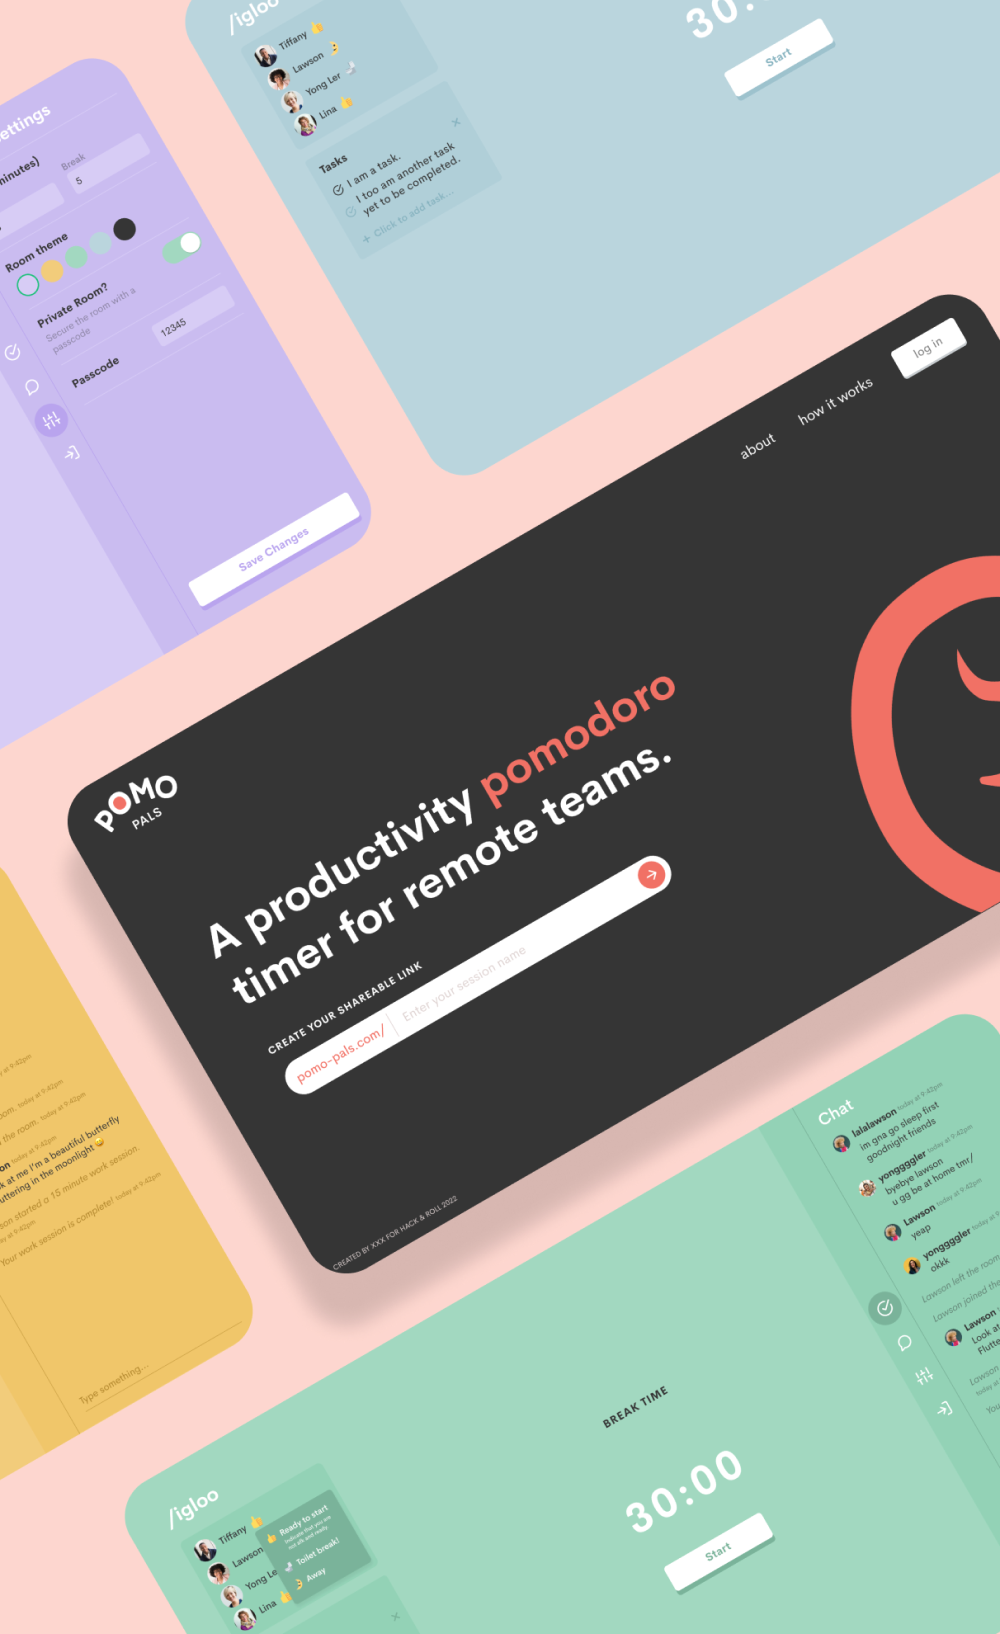 /igloo
Tiffany
Lawson
Yong Ler
Lina
Tasks
I am a task.
I too am another task
yet to be completed.
+ Click to add task...
Start
ettings
minutes)
Break
5
Room theme
Private Room?
Secure the room with a
passcode
Passcode
12345
Save Changes
about
how it works
log in
POMO
PALS
A productivity pomodoro
timer for remote teams.
CREATE YOUR SHAREABLE LINK
pomo-pals.com/
Enter your session name
CREATED BY XXX FOR HACK & ROLL 2022
at 9:42pm
oom. today at 9:42pm
the room. today at 9:42pm
on today at 9:42pm
k at me I'm a beautiful butterfly
uttering in the moonlight
son started a 15 minute work session.
at 9:42pm
Your work session is complete! today at 9:42pm
Type something...
Chat
lalalawson today at 9:42pm
im gna go sleep first
goodnight friends
yonggggler today at 9:42pm
byebye lawson
u gg be at home tmr/
Lawson today at 9:42pm
yeap
yonggggler today at 9
okkk
Lawson left the room
Lawson joined the
Lawson
Look at
Flutte
Lawson
today at
You
/igloo
Tiffany
Lawson
Yong Le
Lina
Ready to start
Indicate that you are
not afk and ready
Toilet break!
Away
BREAK TIME
30:00
Start